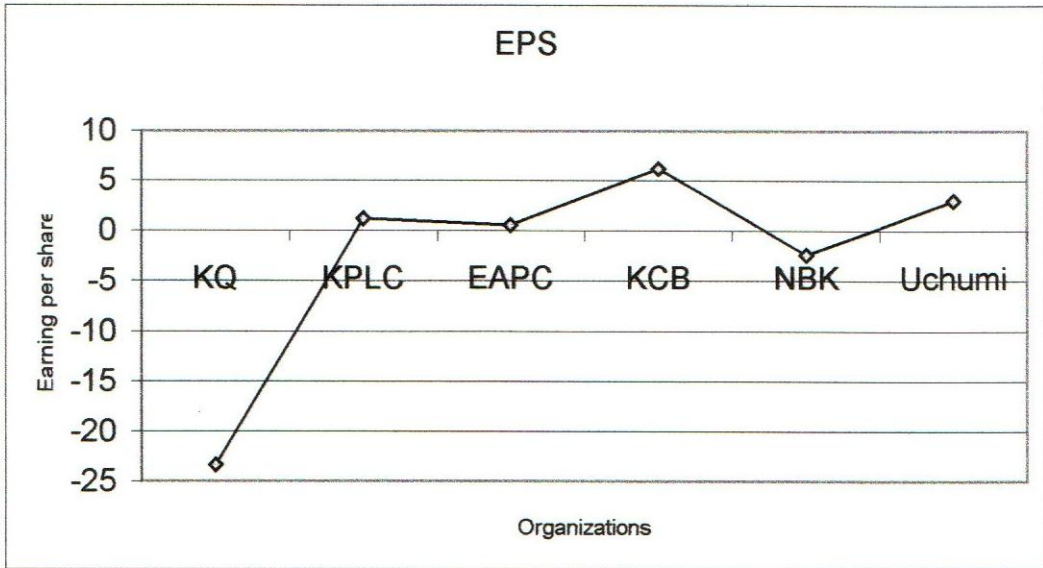 EPS
10
5
0
-5
-10
-15
-20
-25
Earning per share
KQ KPLC EAPC KCB NBK Uchumi
Organizations